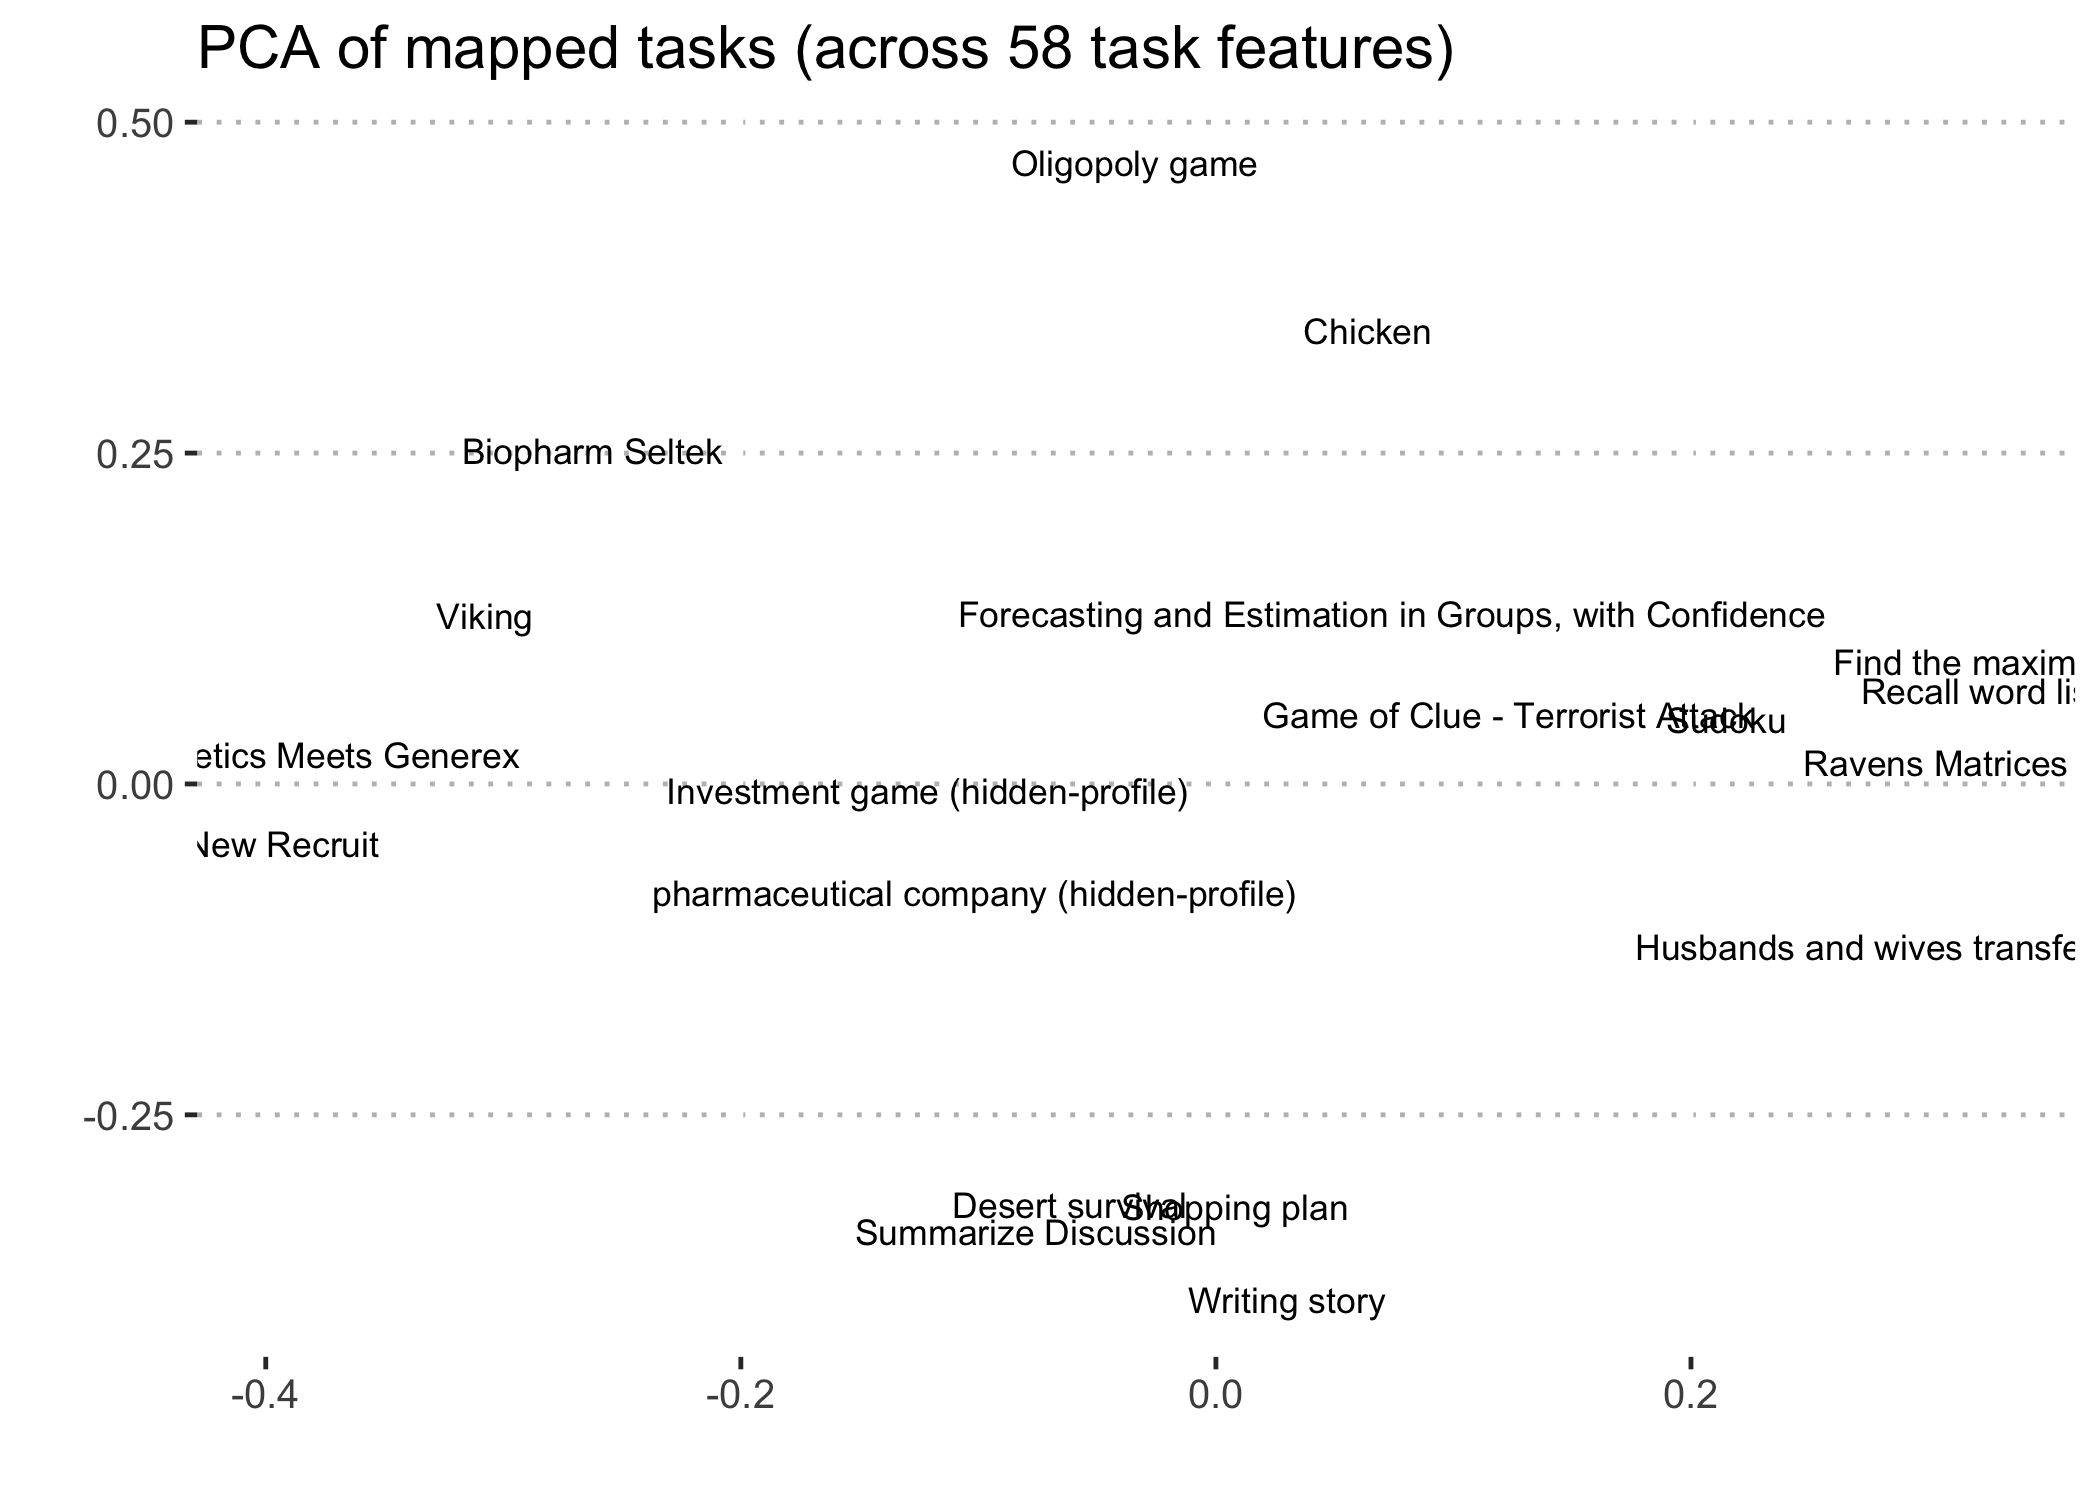 PCA of mapped tasks (across 58 task features)
0.50
Oligopoly game
Chicken
0.25
Biopharm Seltek
Viking
Forecasting and Estimation in Groups, with Confidence
Find the maxim
Recall word lis
Game of Clue - Terrorist Attack
Sudoku
etics Meets Generex
Ravens Matrices
0.00
Investment game (hidden-profile)
New Recruit
pharmaceutical company (hidden-profile)
Husbands and wives transfe
-0.25
Desert survival
Shopping plan
Summarize Discussion
Writing story
-0.4 -0.2 0.0 0.2